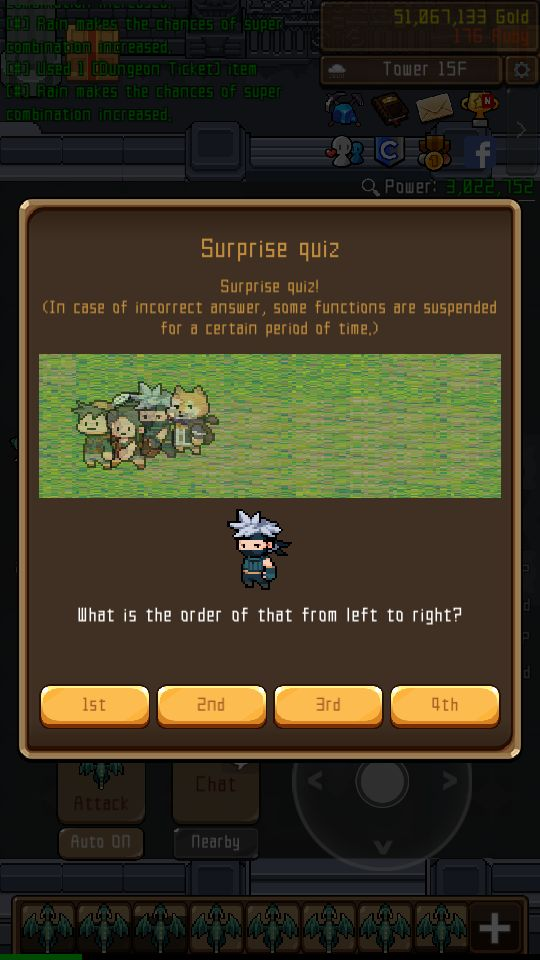 combination increased.
[#] Rain makes the chances of super
combination increased.
[#] Used 1 [Dungeon Ticket] item
[#] Rain makes the chances of super
combination increased.
51,067,133 Gold
176 Ruby
Tower 15F
N
C
1
f
Power: 3,022,752
Surprise quiz
Surprise quiz!
(In case of incorrect answer, some functions are suspended
for a certain period of time.)
What is the order of that from left to right?
1st
2nd
3rd
4th
Attack
Chat
Auto ON
Nearby